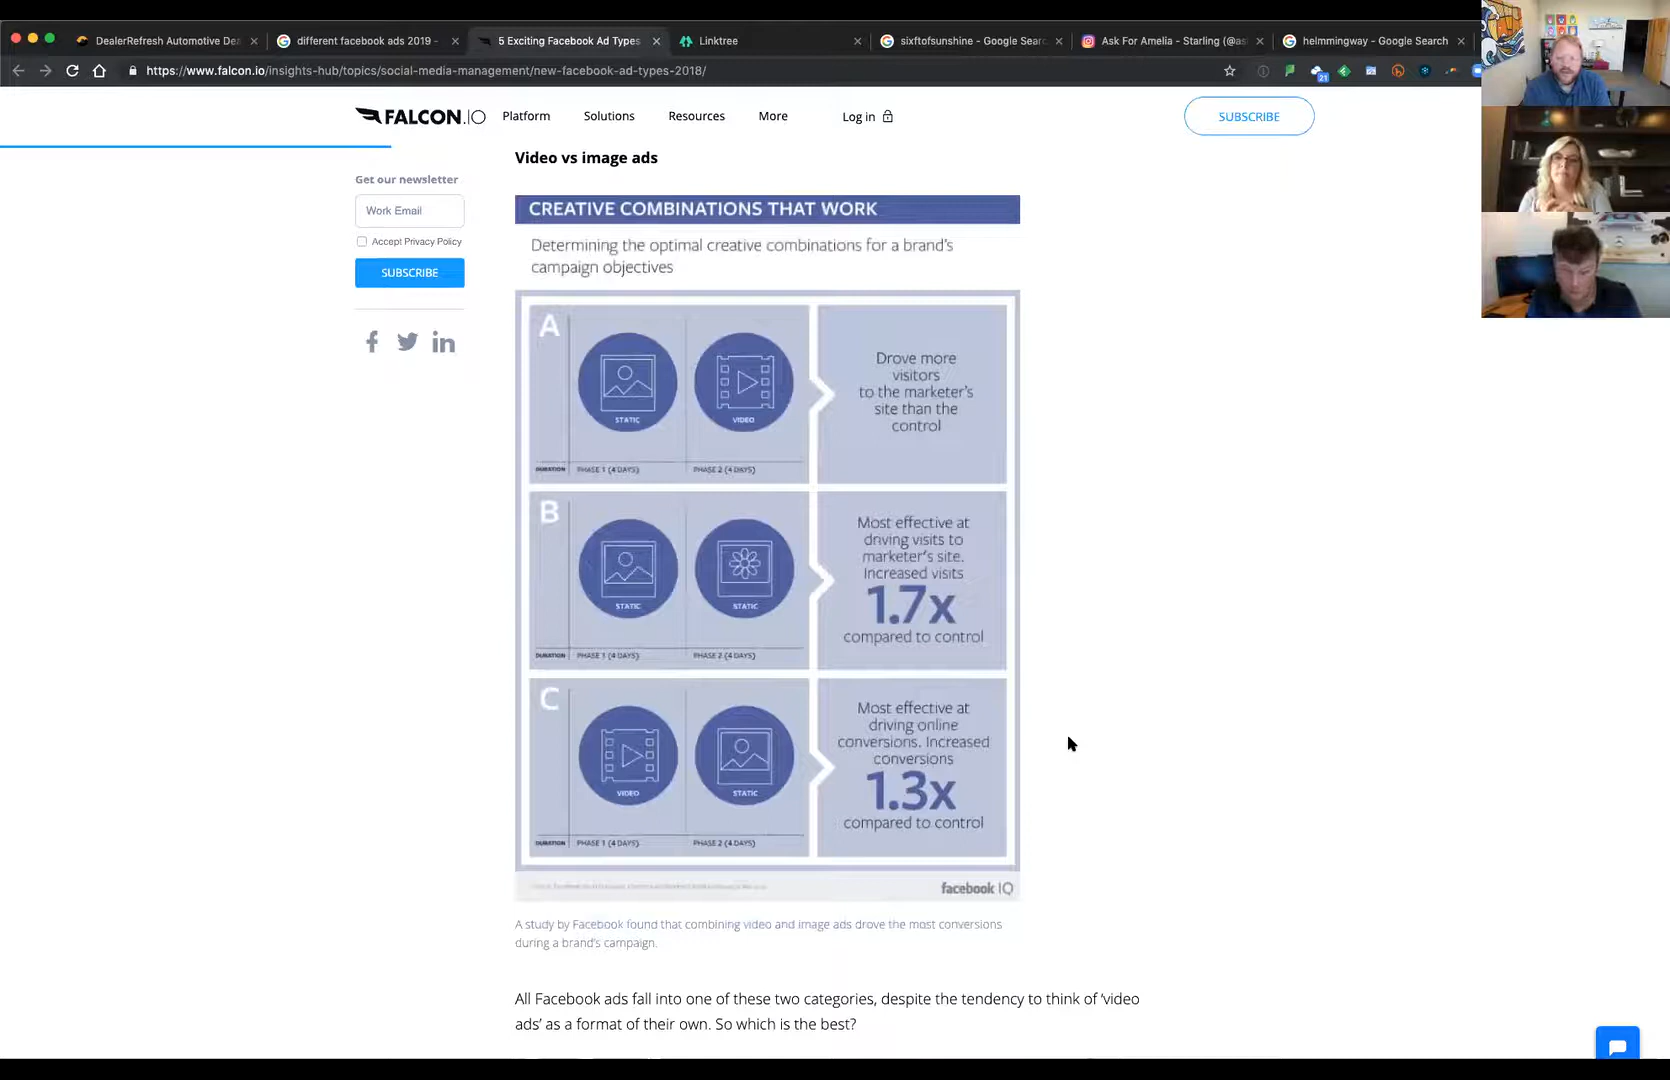 DealerRefresh Automotive De
different facebook ads 2019 -
5 Exciting Facebook Ad Types
Linktree
sixftofsunshine - Google Searc
Ask For Amelia - Starling (@as
helmmingway - Google Search
https://www.falcon.io/insights-hub/topics/social-media-management/new-facebook-ad-types-2018/
21
FALCON.IO
Platform
Solutions
Resources
More
Log in
SUBSCRIBE
Get our newsletter
Work Email
Accept Privacy Policy
SUBSCRIBE
Video vs image ads
CREATIVE COMBINATIONS THAT WORK
Determining the optimal creative combinations for a brand's
campaign objectives
A
STATIC
VIDEO
DURATION
PHASE 1 (4 DAYS)
PHASE 2 (4 DAYS)
Drove more
visitors
to the marketer's
site than the
control
B
STATIC
STATIC
DURATION
PHASE 1 (4 DAYS)
PHASE 2 (4 DAYS)
Most effective at
driving visits to
marketer's site.
Increased visits
1.7x
compared to control
C
VIDEO
STATIC
DURATION
PHASE 1 (4 DAYS)
PHASE 2 (4 DAYS)
Most effective at
driving online
conversions. Increased
conversions
1.3x
compared to control
facebook IQ
A study by Facebook found that combining video and image ads drove the most conversions
during a brand's campaign.
All Facebook ads fall into one of these two categories, despite the tendency to think of 'video
ads' as a format of their own. So which is the best?